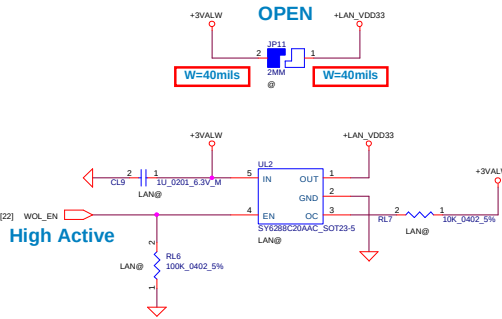 OPEN
+3VALW
+LAN_VDD33
JP11
2
1
2MM
@
W=40mils
W=40mils
+3VALW
+LAN_VDD33
UL2
2
1
5
IN
OUT
1
CL9
1U_0201_6.3V_M
LAN@
GND
2
[22]
WOL_EN
4
EN
OC
3
High Active
SY6288C20AAC_SOT23-5
LAN@
RL7
2
1
10K_0402_5%
LAN@
+3VALW
2
LAN@
RL6
100K_0402_5%
1